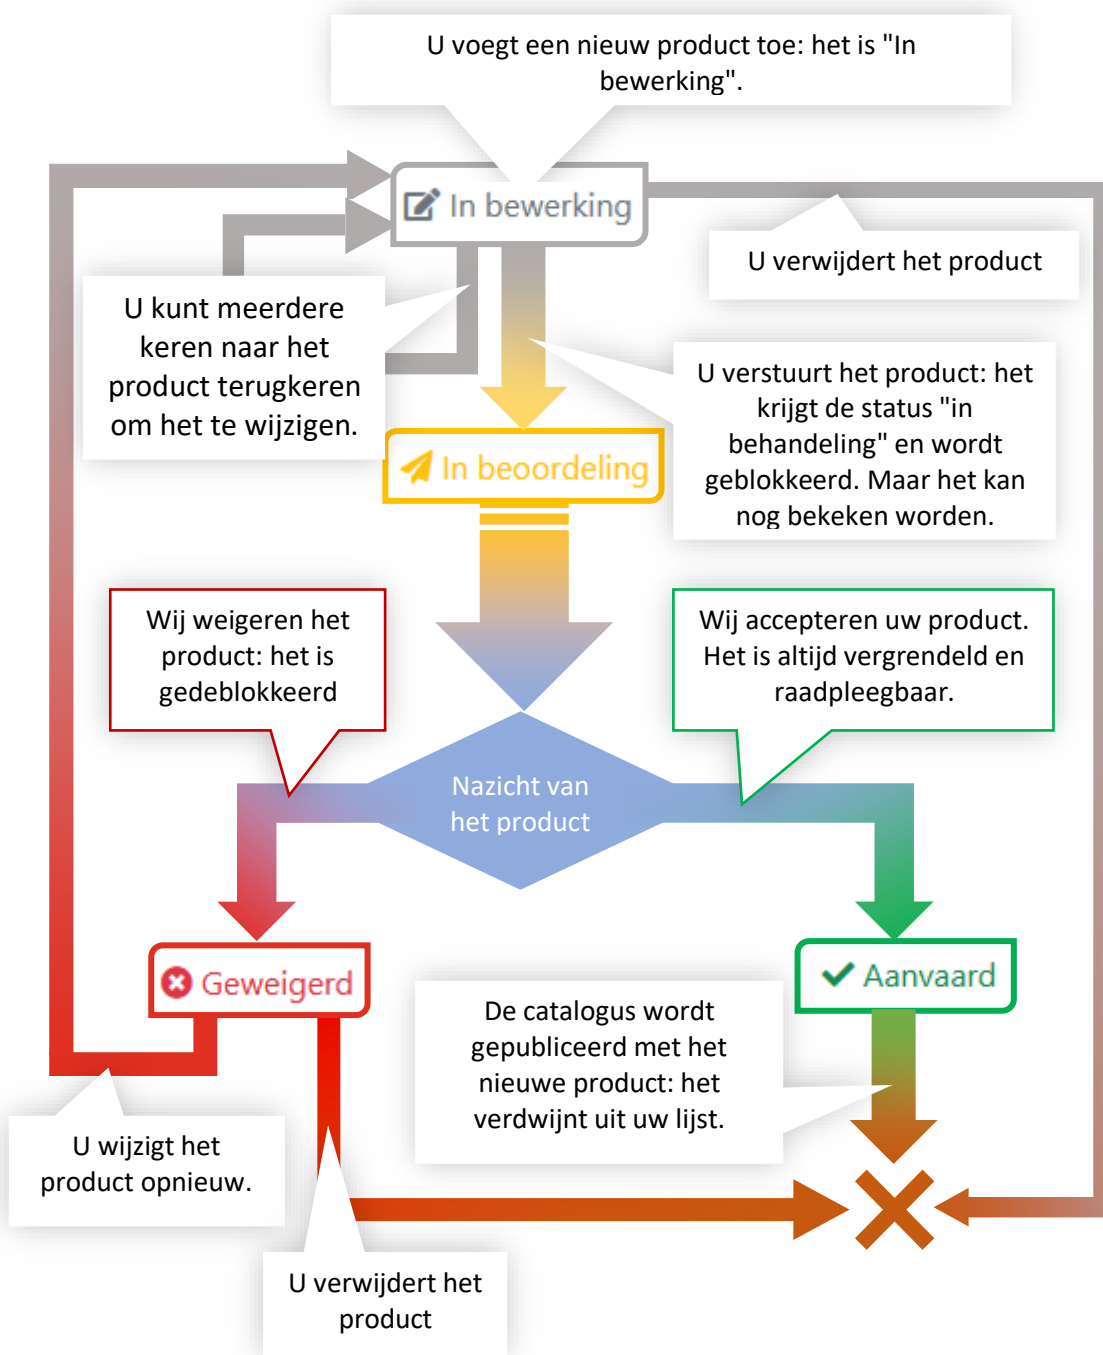 U voegt een nieuw product toe: het is "In
bewerking".
In bewerking
U verwijdert het product
U kunt meerdere
keren naar het
product terugkeren
om het te wijzigen.
U verstuurt het product: het
krijgt de status "in
behandeling" en wordt
geblokkeerd. Maar het kan
nog bekeken worden.
In beoordeling
Wij weigeren het
product: het is
gedeblokkeerd
Wij accepteren uw product.
Het is altijd vergrendeld en
raadpleegbaar.
Nazicht van
het product
Geweigerd
Aanvaard
De catalogus wordt
gepubliceerd met het
nieuwe product: het
verdwijnt uit uw lijst.
U wijzigt het
product opnieuw.
U verwijdert het
product